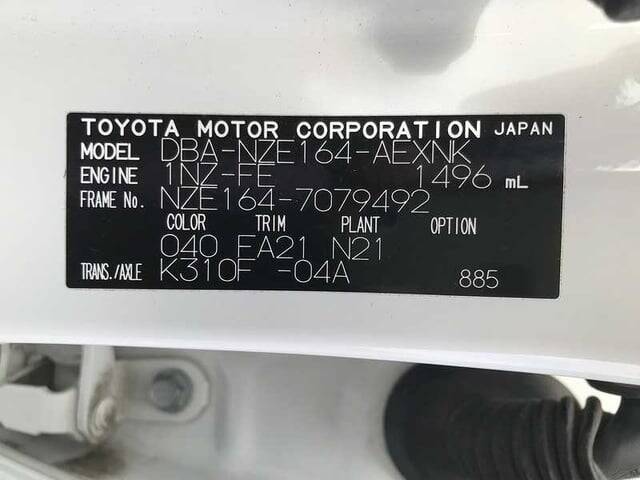 TOYOTA MOTOR CORPORATION JAPAN
MODEL DBA-NZE164-AEXNK
ENGINE 1NZ-FE 1496 mL
FRAME No. NZE164-7079492
COLOR TRIM PLANT OPTION
040 FA21 N21
TRANS./AXLE K310F -04A 885